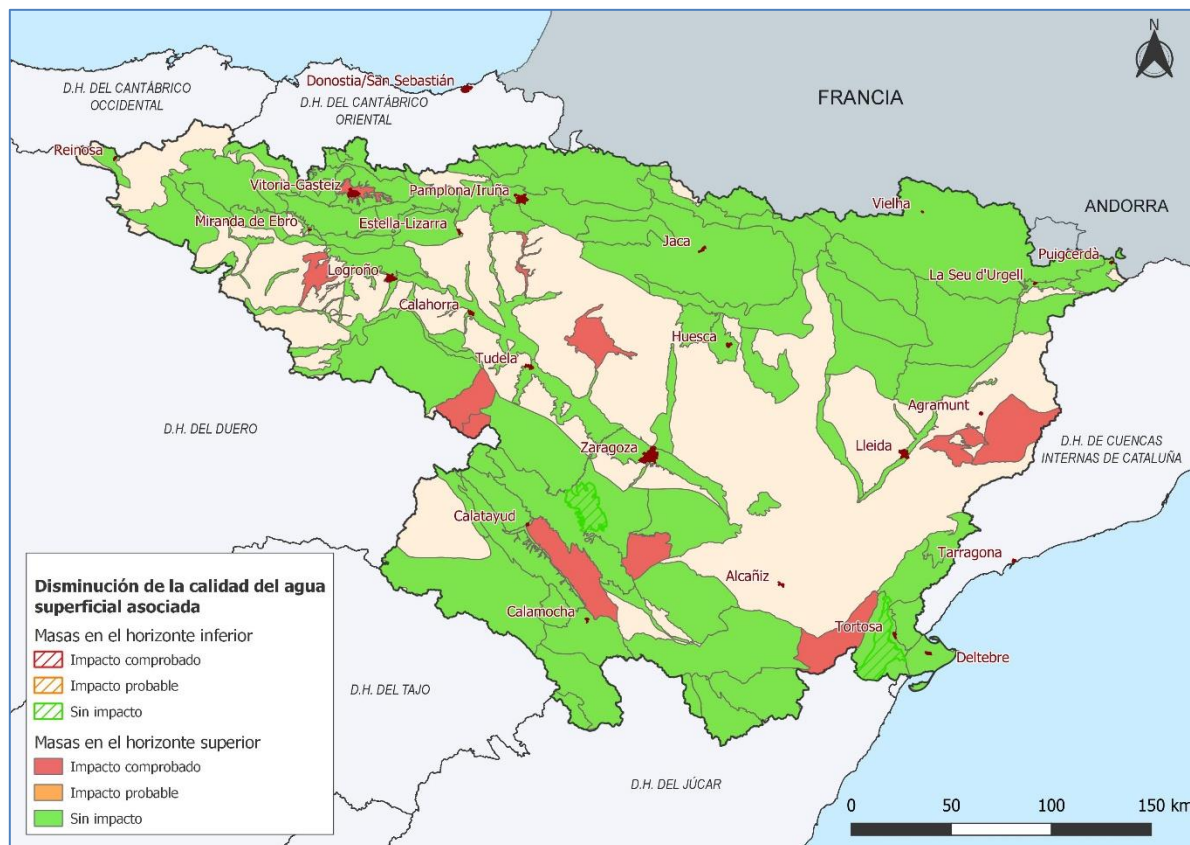 N
Donostia/San Sebastián
D.H. DEL CANTÁBRICO
OCCIDENTAL
D.H. DEL CANTÁBRICO
ORIENTAL
FRANCIA
Reinosa
Vitoria-Gasteiz
Pamplona/Iruña
Vielha
ANDORRA
Miranda de Ebro
Estella-Lizarra
Jaca
Puigcerdà
Logroño
La Seu d'Urgell
Calahorra
Huesca
Tudela
Agramunt
D.H. DEL DUERO
Zaragoza
Lleida
D.H. DE CUENCAS
INTERNAS DE CATALUÑA
Calatayud
Tarragona
Alcañiz
Calamocha
Tortosa
Deltebre
D.H. DEL TAJO
D.H. DEL JÚCAR
Disminución de la calidad del agua
superficial asociada
Masas en el horizonte inferior
Impacto comprobado
Impacto probable
Sin impacto
Masas en el horizonte superior
Impacto comprobado
Impacto probable
Sin impacto
0 50 100 150 km